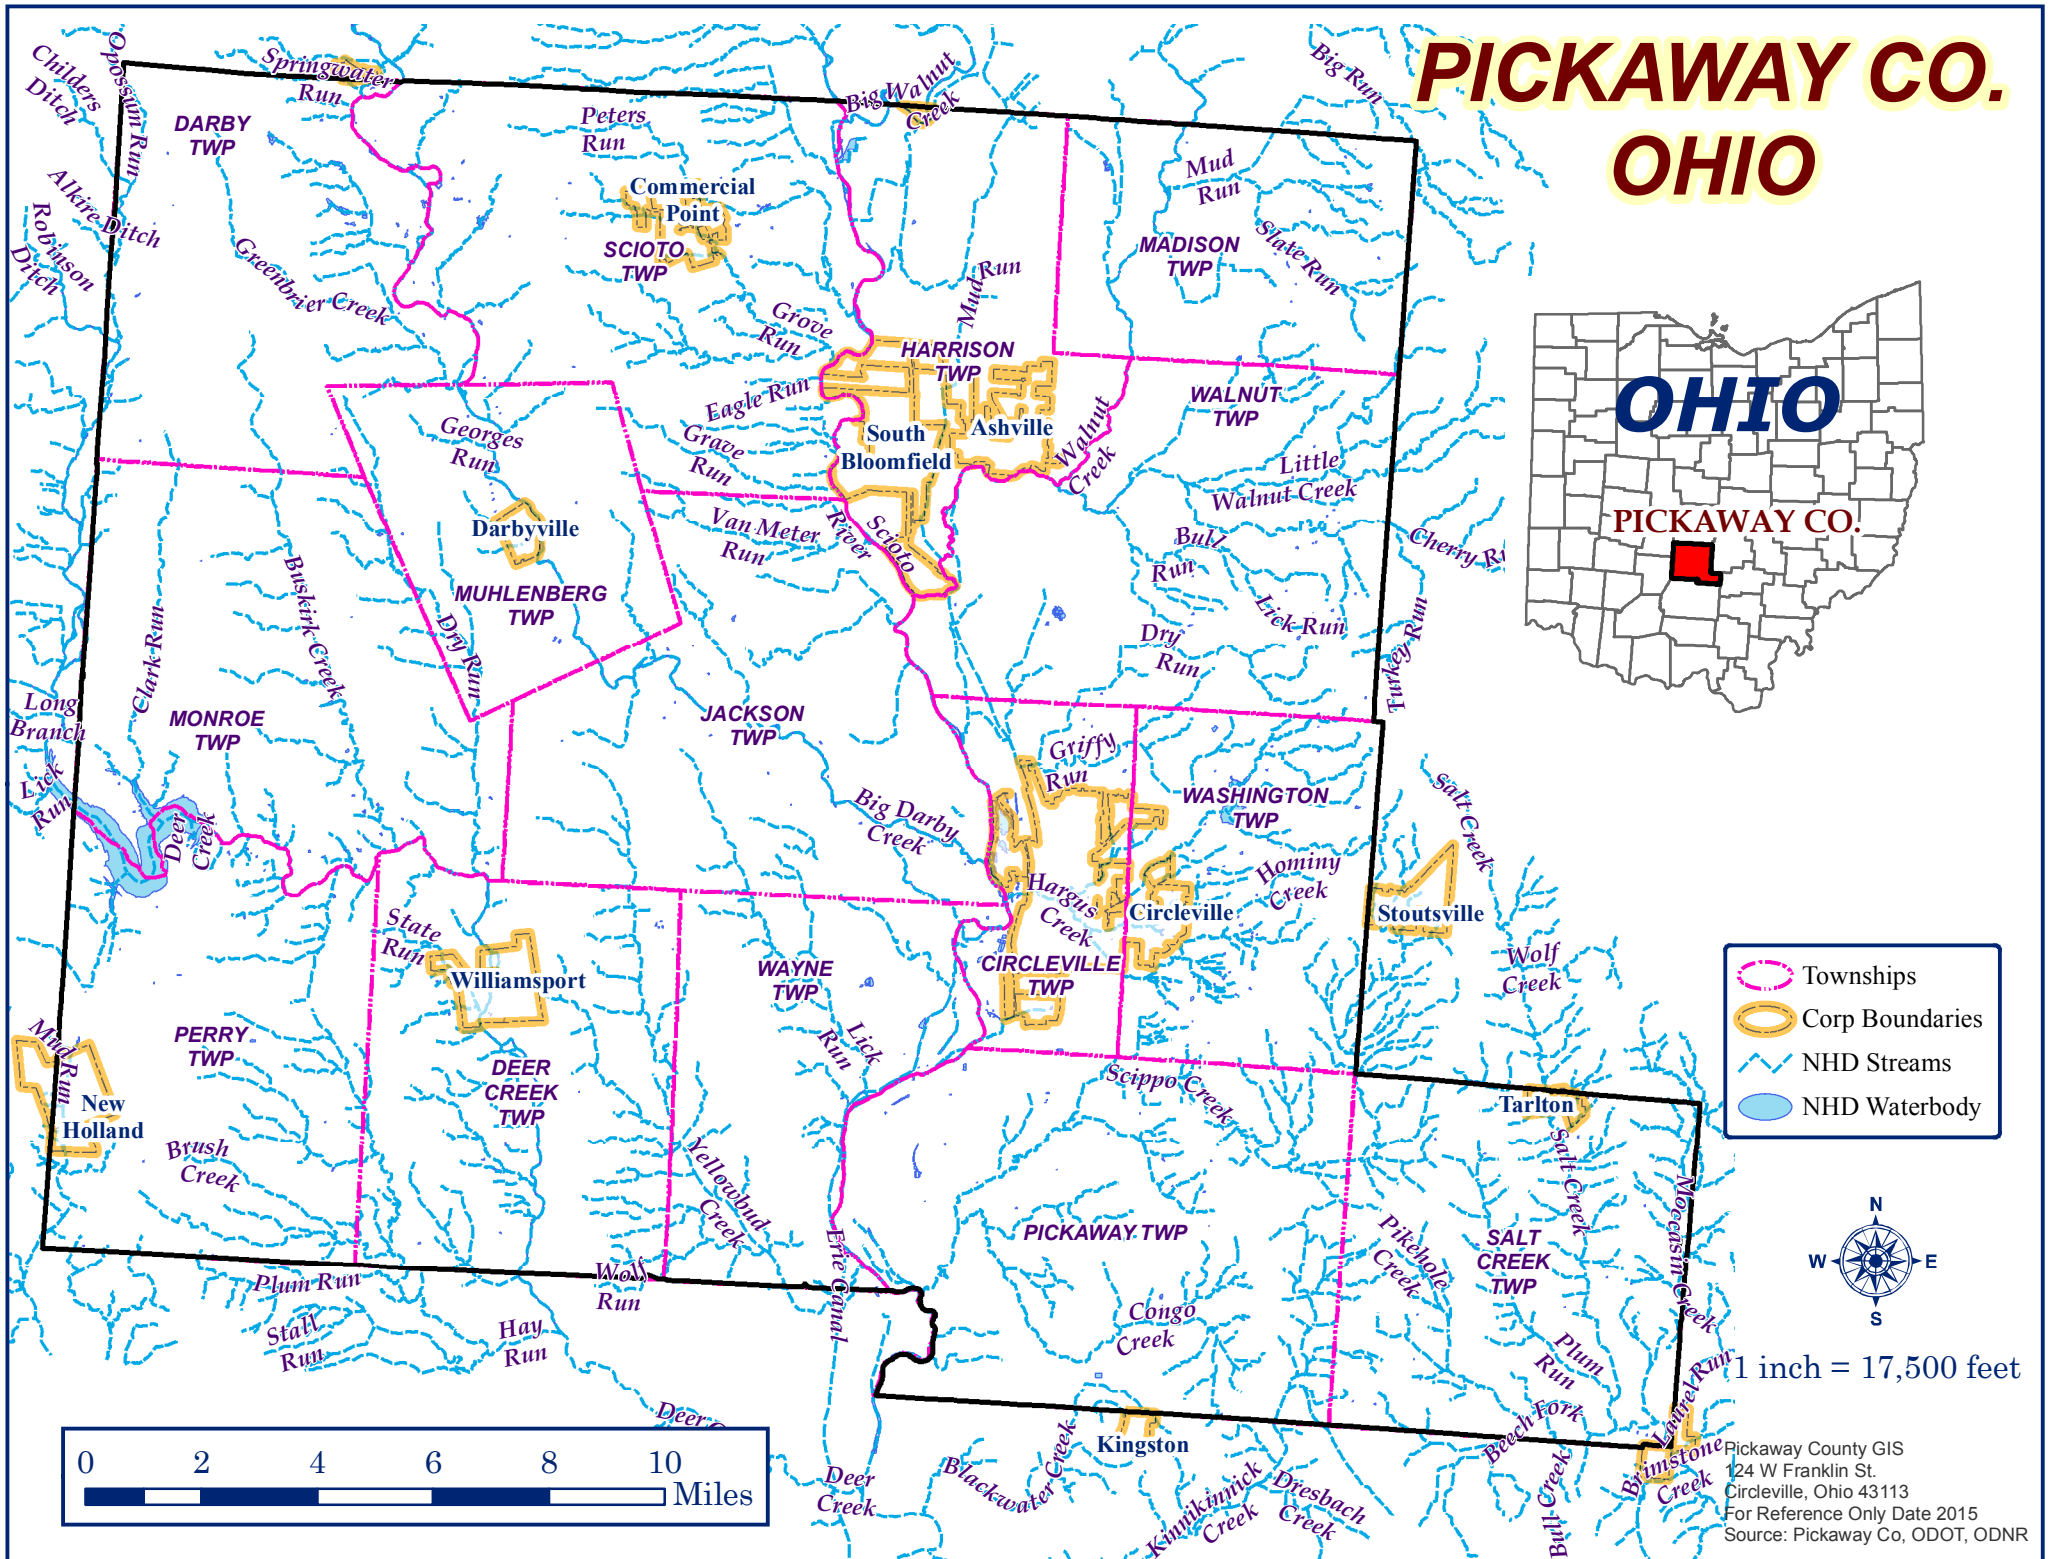 PICKAWAY CO.
OHIO
Childers
Ditch
Opossum Run
Springwater
Run
DARBY
TWP
Peters
Run
Big Walnut
Creek
Big Run
Mud
Run
Alkire Ditch
Robinson
Ditch
Commercial
Point
SCIOTO
TWP
MADISON
TWP
Slate Run
Greenbrier Creek
Mud Run
Grove
Run
HARRISON
TWP
Eagle Run
WALNUT
TWP
Georges
Run
Grave
Run
South
Bloomfield
Ashville
Walnut
Creek
Little
Walnut Creek
Darbyville
Van Meter
Run
Scioto
River
Bull
Run
Cherry Ru
MUHLENBERG
TWP
Buskirk Creek
Clark Run
Dry Run
Lick Run
Dry
Run
Turkey Run
Long
Branch
MONROE
TWP
JACKSON
TWP
Griffy
Run
Lick
Run
Deer
Creek
Big Darby
Creek
WASHINGTON
TWP
Salt Creek
Hominy
Creek
Hargus
Creek
Circleville
Stoutsville
State
Run
Williamsport
WAYNE
TWP
CIRCLEVILLE
TWP
Wolf
Creek
Mud Run
PERRY
TWP
DEER
CREEK
TWP
Lick
Run
Scippo Creek
Tarlton
New
Holland
Brush
Creek
Yellowbud
Creek
Salt Creek
Moccasin Creek
PICKAWAY TWP
Pikehole
Creek
SALT
CREEK
TWP
Erie Canal
Plum Run
Wolf
Run
Stall
Run
Hay
Run
Congo
Creek
Plum
Run
Laurel Run
Deer C
Kingston
Beech Fork
Brimstone
Creek
Deer
Creek
Blackwater Creek
Kinnikinnick
Creek
Dresbach
Creek
Bull Creek
OHIO
PICKAWAY CO.
Townships
Corp Boundaries
NHD Streams
NHD Waterbody
N
W
E
S
1 inch = 17,500 feet
0 2 4 6 8 10
Miles
Pickaway County GIS
124 W Franklin St.
Circleville, Ohio 43113
For Reference Only Date 2015
Source: Pickaway Co, ODOT, ODNR